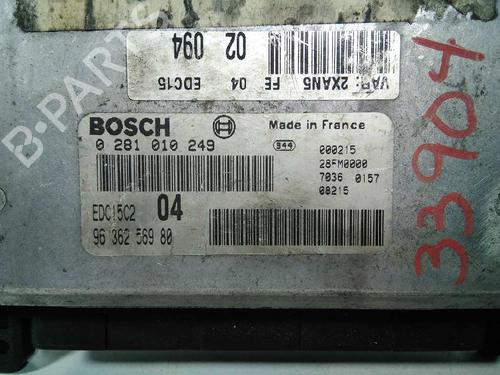 02 094
VAR: 2XAN5 FE 04 EDC15
BOSCH
Made in France
0 281 010 249
S44
000215
28FM0000
7036 0157
08215
EDC15C2 04
96 362 569 80
33904
B-PARTS